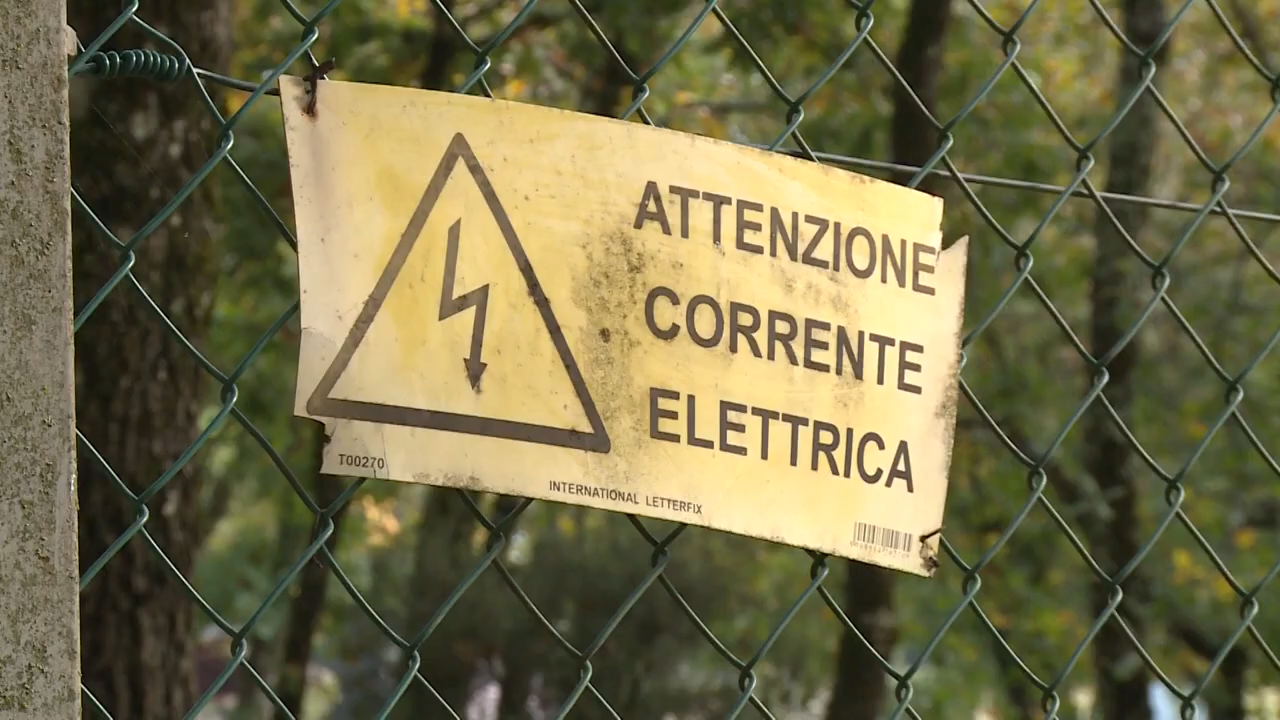 ATTENZIONE
CORRENTE
ELETTRICA
T00270
INTERNATIONAL LETTERFIX